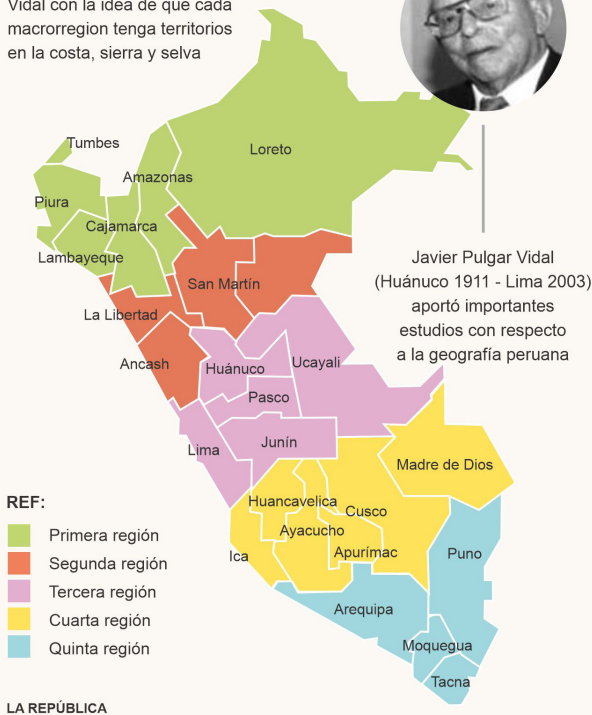 Vidal con la idea de que cada
macrorregion tenga territorios
en la costa, sierra y selva
Tumbes
Loreto
Amazonas
Piura
Cajamarca
Lambayeque
Javier Pulgar Vidal
(Huánuco 1911 - Lima 2003)
aportó importantes
estudios con respecto
a la geografía peruana
San Martín
La Libertad
Ancash
Huánuco
Ucayali
Pasco
Junín
Lima
Madre de Dios
REF:
Primera región
Segunda región
Tercera región
Cuarta región
Quinta región
Huancavelica
Cusco
Ayacucho
Apurímac
Ica
Puno
Arequipa
Moquegua
Tacna
LA REPÚBLICA